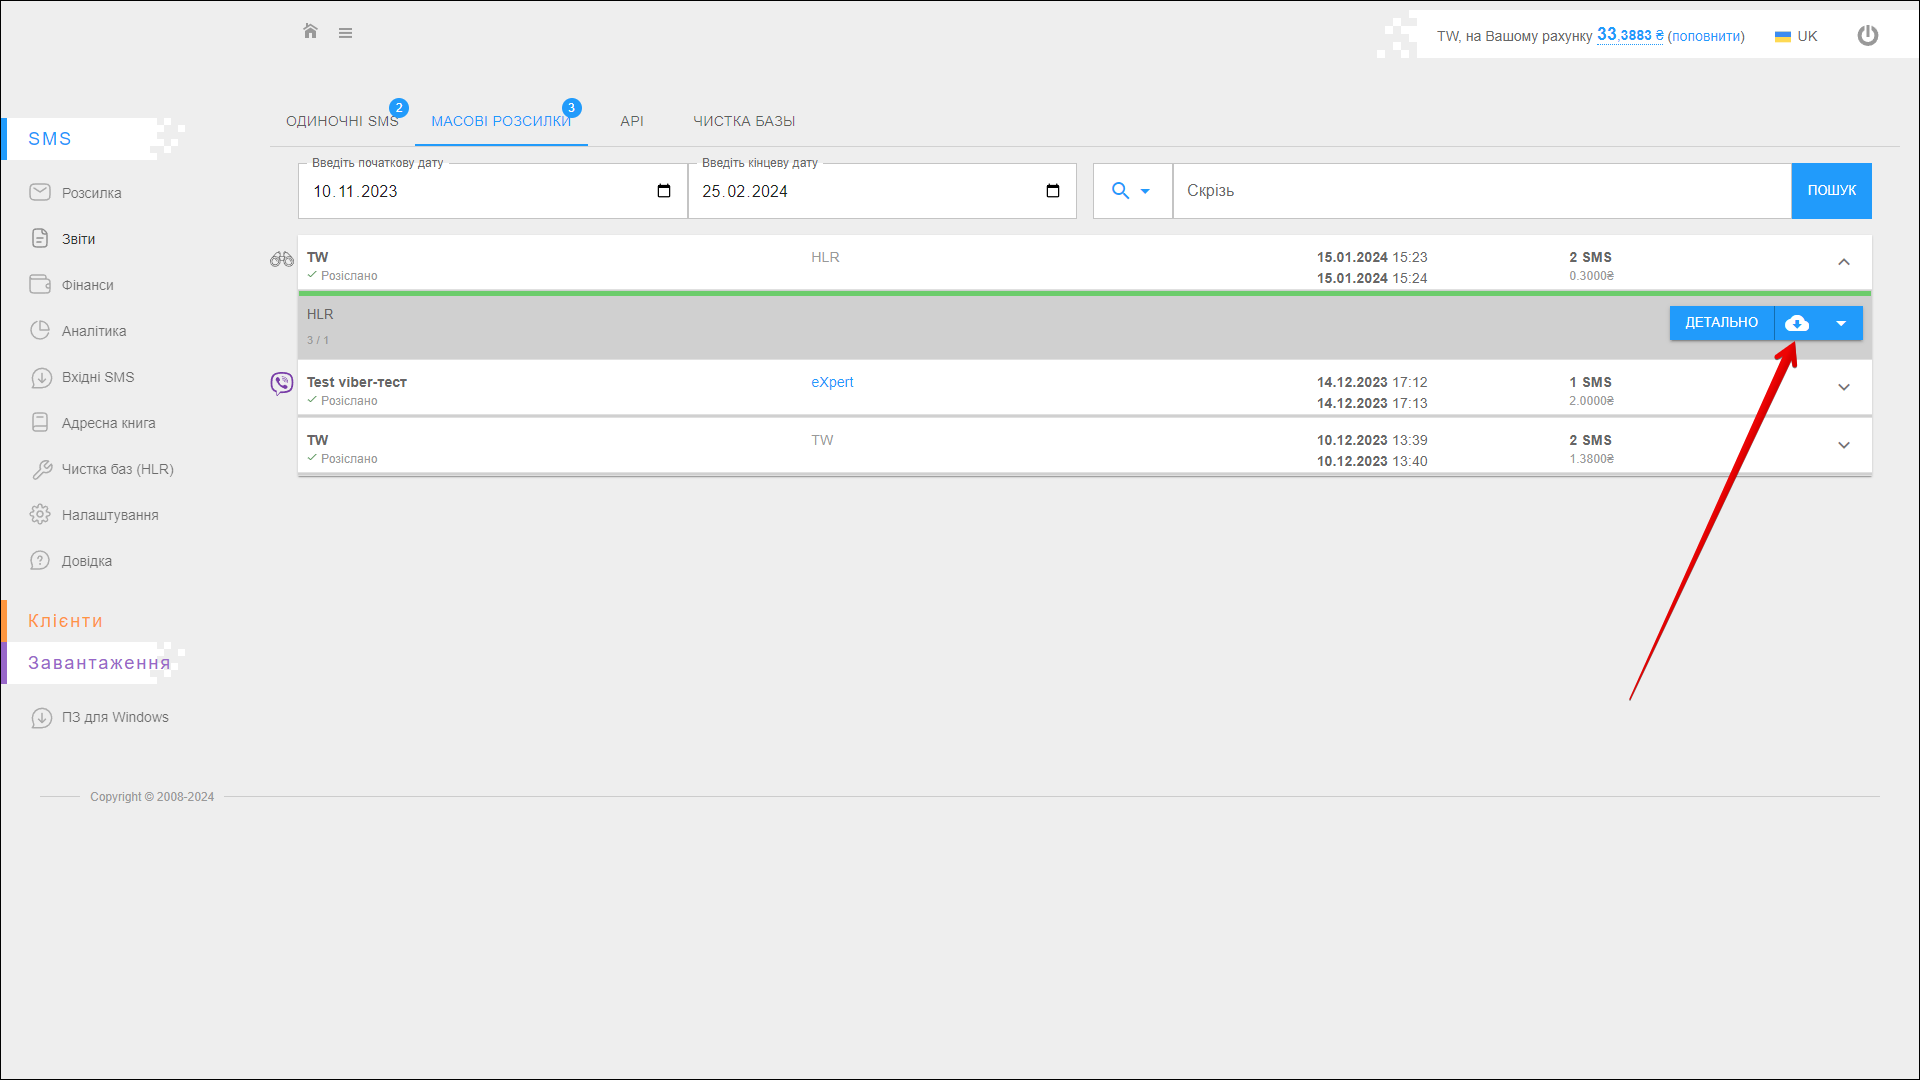 TW, на Вашому рахунку 33,3883 ₴ (поповнити)
UK
SMS
Розсилка
Звіти
Фінанси
Аналітика
Вхідні SMS
Адресна книга
Чистка баз (HLR)
Налаштування
Довідка
Клієнти
Завантаження
ПЗ для Windows
ОДИНОЧНІ SMS 2
МАСОВІ РОЗСИЛКИ 3
API
ЧИСТКА БАЗЫ
Введіть початкову дату
10.11.2023
Введіть кінцеву дату
25.02.2024
Скрізь
ПОШУК
TW HLR 15.01.2024 15:23 2 SMS
Розіслано 15.01.2024 15:24 0.3000₴
HLR
3 / 1
ДЕТАЛЬНО
Test viber-тест eXpert 14.12.2023 17:12 1 SMS
Розіслано 14.12.2023 17:13 2.0000₴
TW TW 10.12.2023 13:39 2 SMS
Розіслано 10.12.2023 13:40 1.3800₴
Copyright © 2008-2024